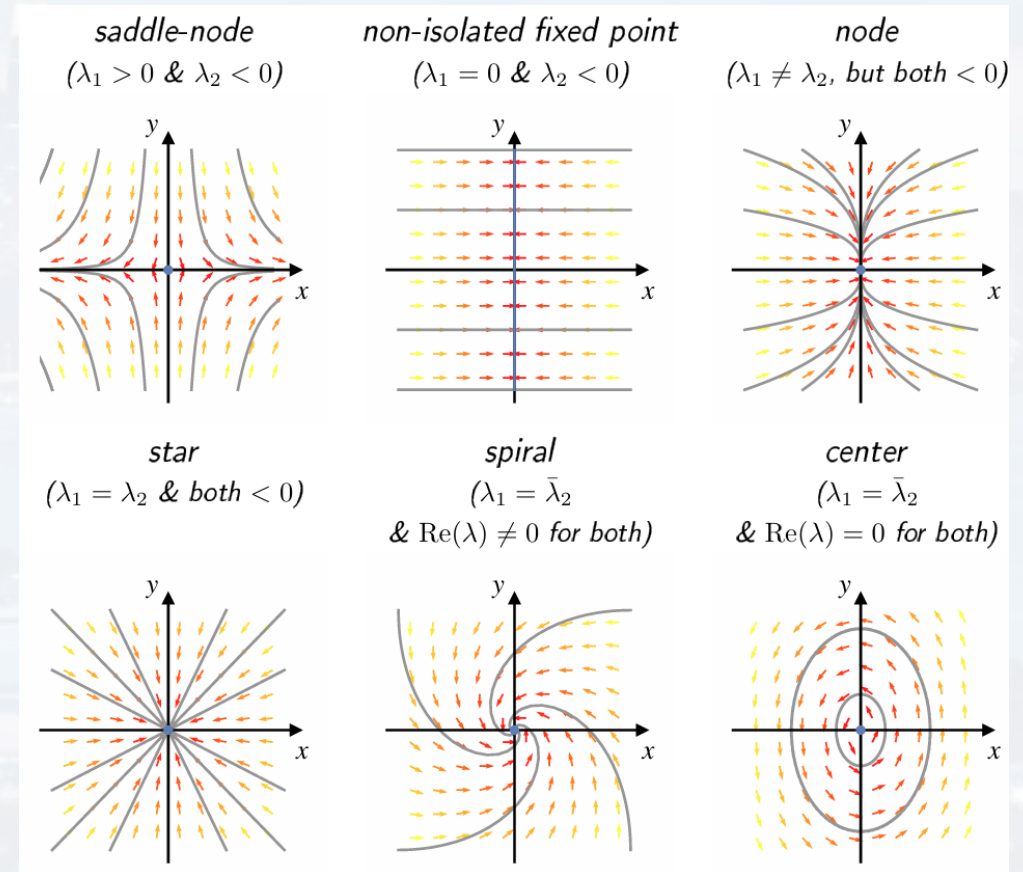 saddle-node
(λ₁ > 0 & λ₂ < 0)
non-isolated fixed point
(λ₁ = 0 & λ₂ < 0)
node
(λ₁ ≠ λ₂, but both < 0)
y
x
y
x
y
x
star
(λ₁ = λ₂ & both < 0)
spiral
(λ₁ = λ̄₂
& Re(λ) ≠ 0 for both)
center
(λ₁ = λ̄₂
& Re(λ) = 0 for both)
y
x
y
x
y
x